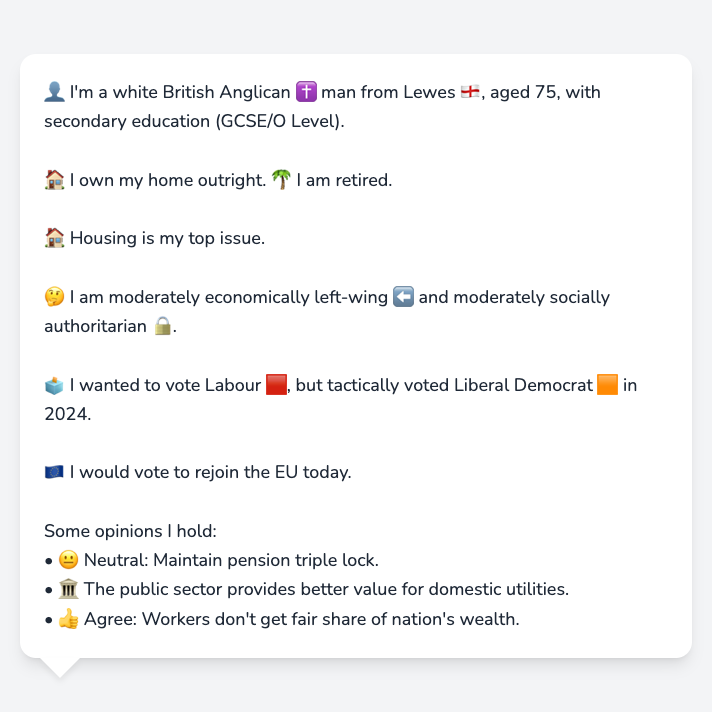 👤 I'm a white British Anglican ✝️ man from Lewes 🏴󠁧󠁢󠁥󠁮󠁧󠁿, aged 75, with
secondary education (GCSE/O Level).
🏠 I own my home outright. 🌴 I am retired.
🏠 Housing is my top issue.
🤔 I am moderately economically left-wing ⬅️ and moderately socially
authoritarian 🔒.
🗳️ I wanted to vote Labour 🟥, but tactically voted Liberal Democrat 🟧 in
2024.
🇪🇺 I would vote to rejoin the EU today.
Some opinions I hold:
• 😐 Neutral: Maintain pension triple lock.
• 🏛️ The public sector provides better value for domestic utilities.
• 👍 Agree: Workers don't get fair share of nation's wealth.